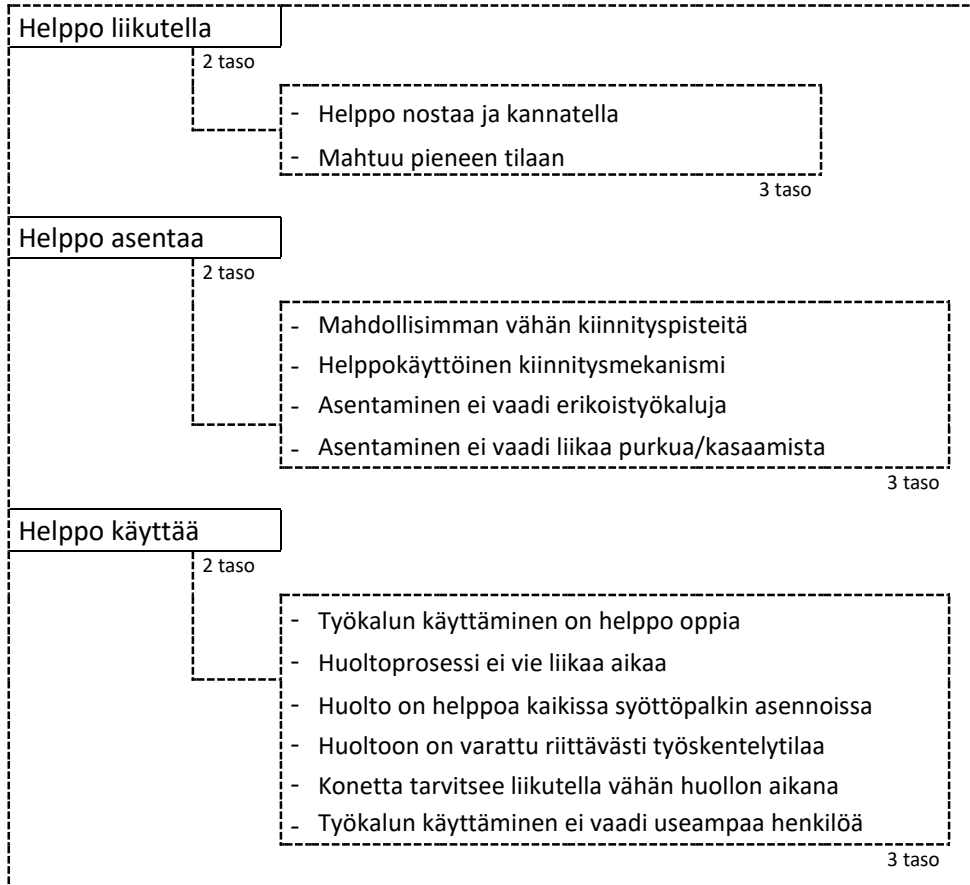 Helppo liikutella
2 taso
- Helppo nostaa ja kannatella
- Mahtuu pieneen tilaan
3 taso
Helppo asentaa
2 taso
- Mahdollisimman vähän kiinnityspisteitä
- Helppokäyttöinen kiinnitysmekanismi
- Asentaminen ei vaadi erikoistyökaluja
- Asentaminen ei vaadi liikaa purkua/kasaamista
3 taso
Helppo käyttää
2 taso
- Työkalun käyttäminen on helppo oppia
- Huoltoprosessi ei vie liikaa aikaa
- Huolto on helppoa kaikissa syöttöpalkin asennoissa
- Huoltoon on varattu riittävästi työskentelytilaa
- Konetta tarvitsee liikutella vähän huollon aikana
- Työkalun käyttäminen ei vaadi useampaa henkilöä
3 taso